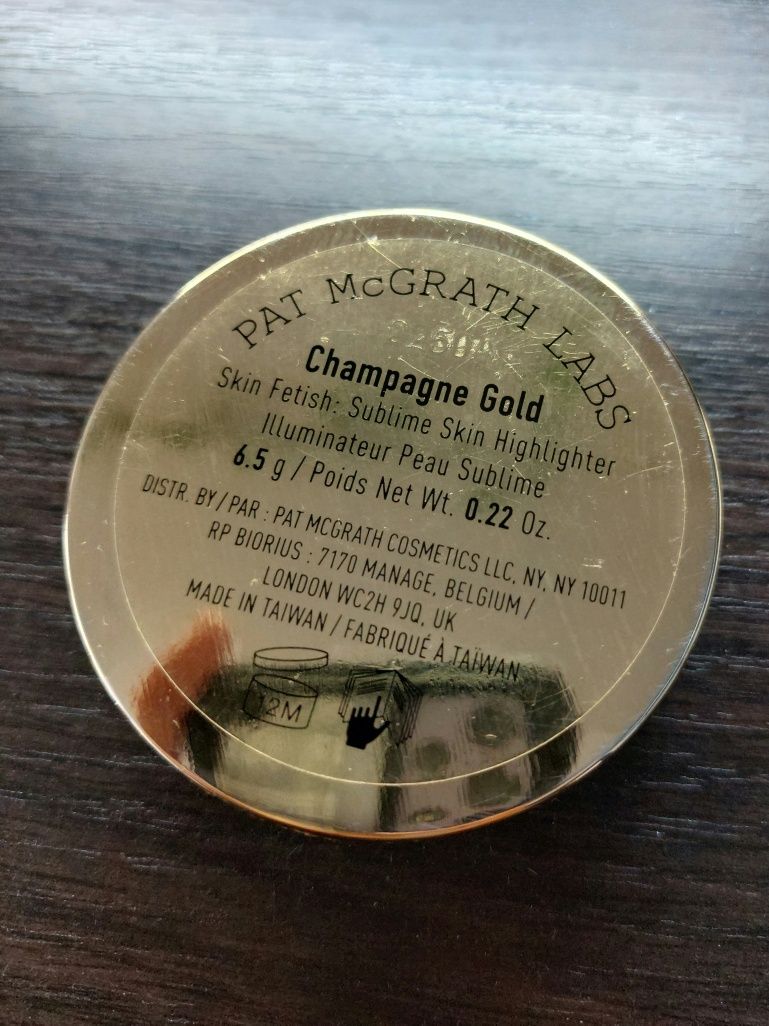 PAT McGRATH LABS
Champagne Gold
Skin Fetish: Sublime Skin Highlighter
Illuminateur Peau Sublime
6.5 g / Poids Net Wt. 0.22 Oz.
DISTR. BY / PAR : PAT MCGRATH COSMETICS LLC, NY, NY 10011
RP BIORIUS : 7170 MANAGE, BELGIUM /
LONDON WC2H 9JQ, UK
MADE IN TAIWAN / FABRIQUÉ À TAÏWAN
12M